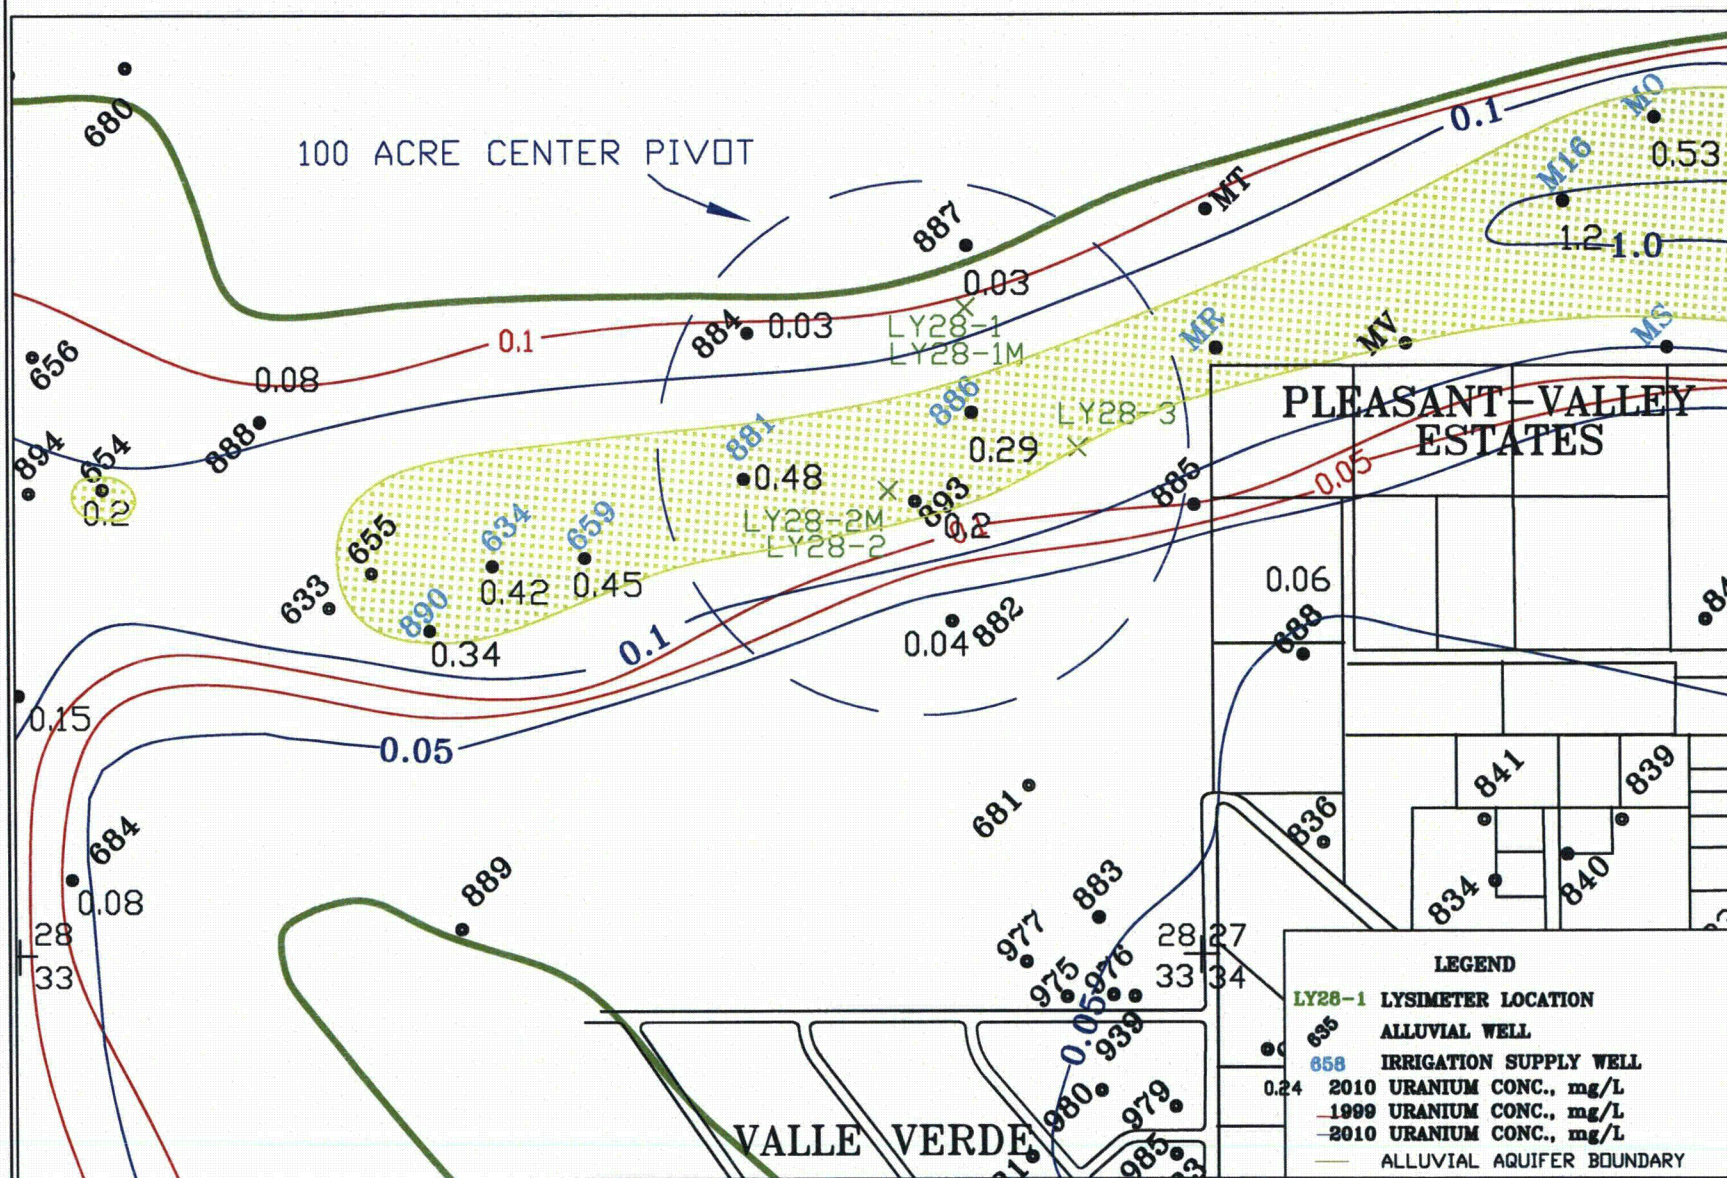 680
100 ACRE CENTER PIVOT
MO
0.1
0.53
M16
MT
887
1.2
1.0
0.03
LY28-1
884
0.03
LY28-1M
0.1
MR
MV
MS
656
0.08
886
PLEASANT-VALLEY
ESTATES
LY28-3
888
881
0.29
894
654
0.48
885
0.05
893
0.2
0.2
0.1
LY28-2M
LY28-2
655
634
659
0.42
0.45
0.06
633
890
0.34
0.1
0.04
882
688
84
0.15
0.05
681
841
839
836
684
0.08
889
883
834
840
977
28
33
28
27
33
34
975
976
0.05
939
980
979
985
VALLE VERDE
LEGEND
LY28-1 LYSIMETER LOCATION
635 ALLUVIAL WELL
658 IRRIGATION SUPPLY WELL
0.24 2010 URANIUM CONC., mg/L
1999 URANIUM CONC., mg/L
2010 URANIUM CONC., mg/L
ALLUVIAL AQUIFER BOUNDARY